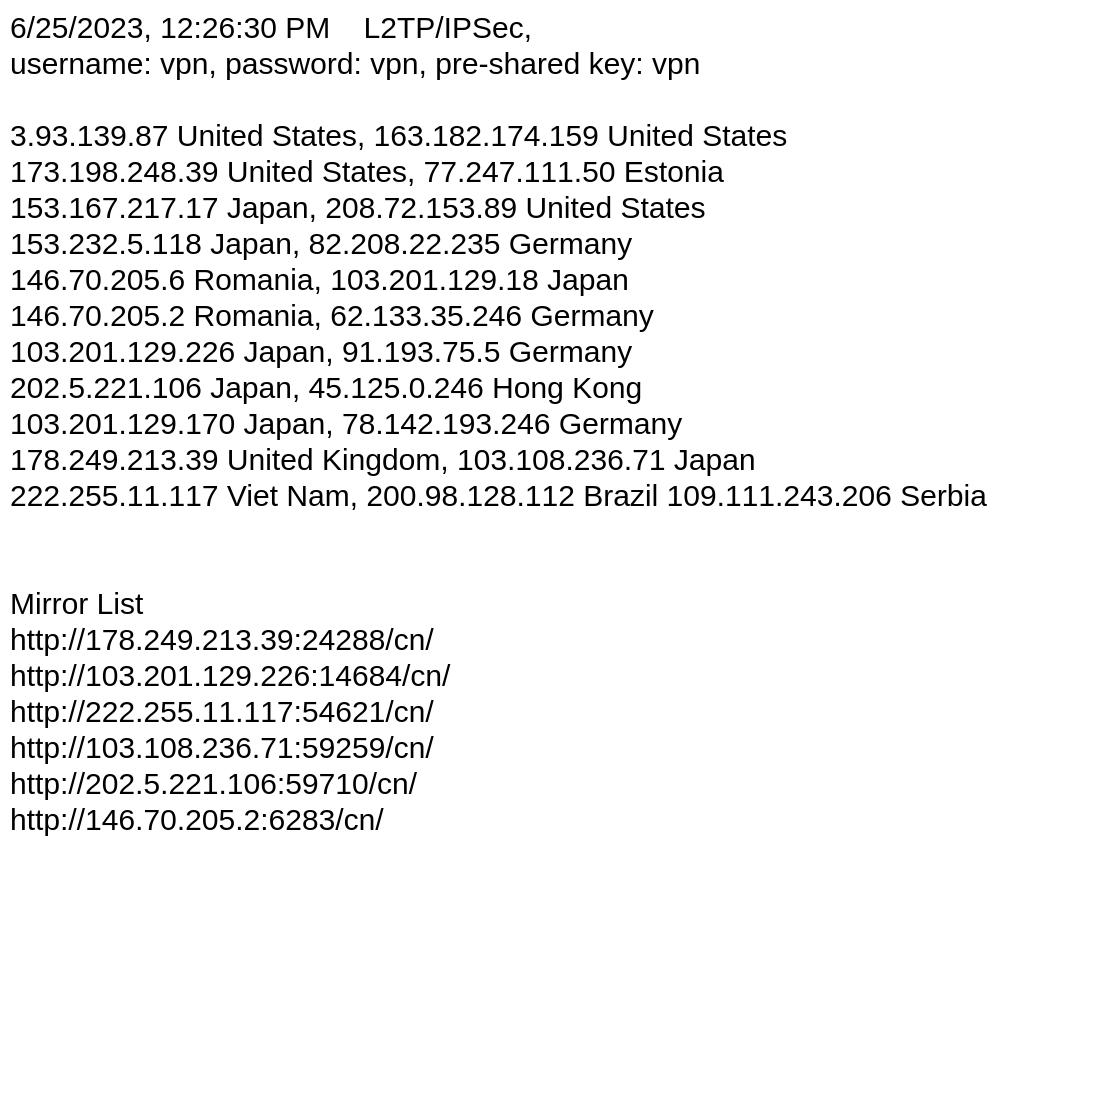 6/25/2023, 12:26:30 PM    L2TP/IPSec,
username: vpn, password: vpn, pre-shared key: vpn
3.93.139.87 United States, 163.182.174.159 United States
173.198.248.39 United States, 77.247.111.50 Estonia
153.167.217.17 Japan, 208.72.153.89 United States
153.232.5.118 Japan, 82.208.22.235 Germany
146.70.205.6 Romania, 103.201.129.18 Japan
146.70.205.2 Romania, 62.133.35.246 Germany
103.201.129.226 Japan, 91.193.75.5 Germany
202.5.221.106 Japan, 45.125.0.246 Hong Kong
103.201.129.170 Japan, 78.142.193.246 Germany
178.249.213.39 United Kingdom, 103.108.236.71 Japan
222.255.11.117 Viet Nam, 200.98.128.112 Brazil 109.111.243.206 Serbia
Mirror List
http://178.249.213.39:24288/cn/
http://103.201.129.226:14684/cn/
http://222.255.11.117:54621/cn/
http://103.108.236.71:59259/cn/
http://202.5.221.106:59710/cn/
http://146.70.205.2:6283/cn/